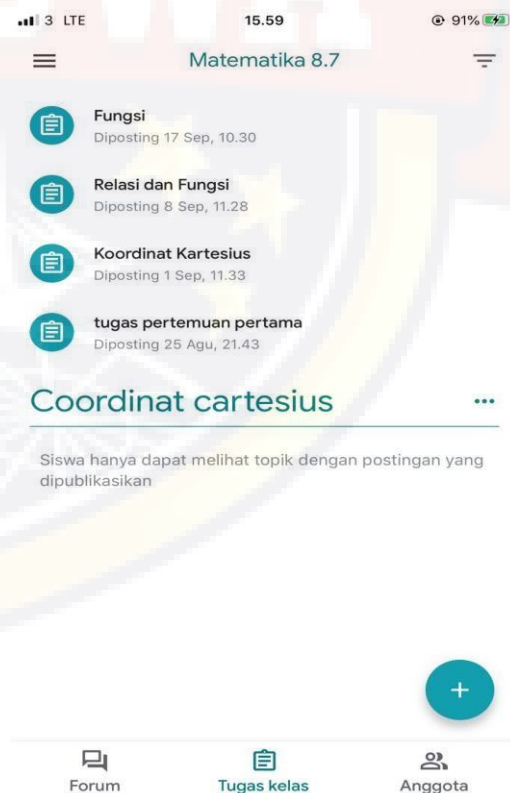 3 LTE 15.59 91%
Matematika 8.7
Fungsi
Diposting 17 Sep, 10.30
Relasi dan Fungsi
Diposting 8 Sep, 11.28
Koordinat Kartesius
Diposting 1 Sep, 11.33
tugas pertemuan pertama
Diposting 25 Agu, 21.43
Coordinat cartesius
Siswa hanya dapat melihat topik dengan postingan yang
dipublikasikan
Forum Tugas kelas Anggota